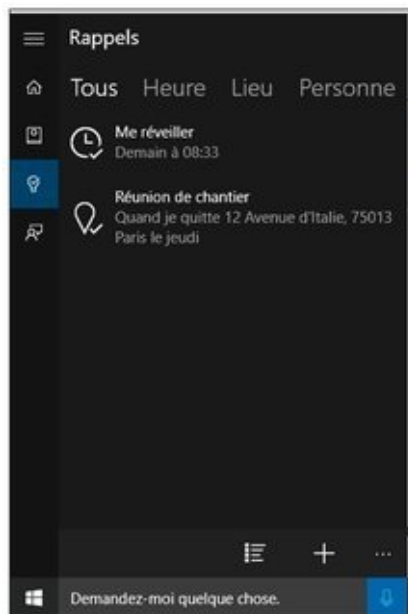 Rappels
Tous Heure Lieu Personne
Me réveiller
Demain à 08:33
Réunion de chantier
Quand je quitte 12 Avenue d'Italie, 75013
Paris le jeudi
Demandez-moi quelque chose.